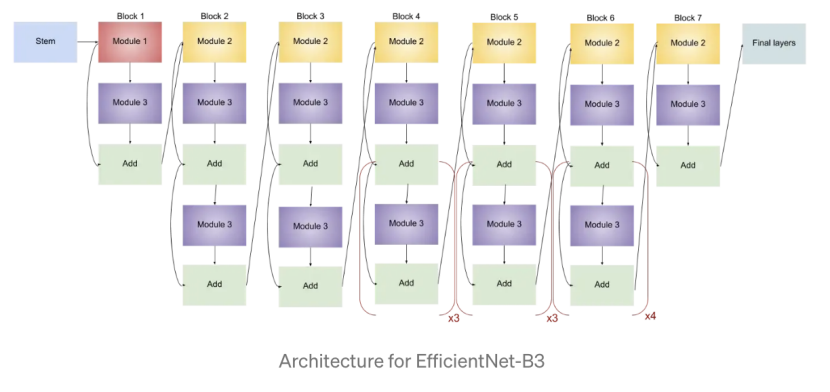 Block 1 Block 2 Block 3 Block 4 Block 5 Block 6 Block 7
Stem Module 1 Module 2 Module 2 Module 2 Module 2 Module 2 Module 2 Final layers
Module 3 Module 3 Module 3 Module 3 Module 3 Module 3 Module 3
Add Add Add Add Add Add Add
Module 3 Module 3 Module 3 Module 3 Module 3
Add Add Add Add Add
x3 x3 x4
Architecture for EfficientNet-B3